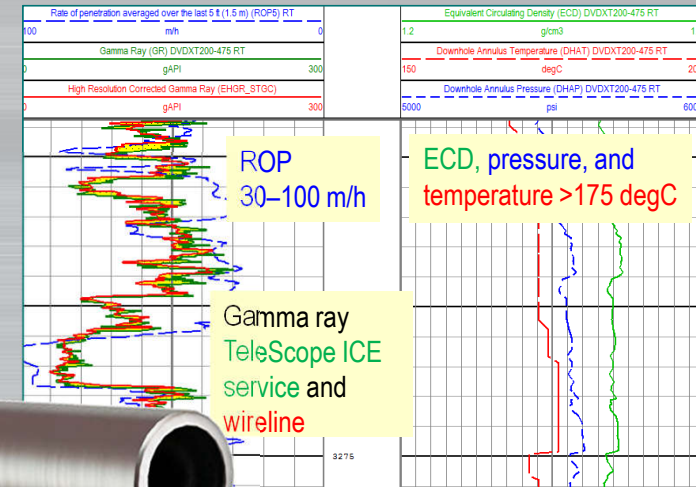 Rate of penetration averaged over the last 5 ft (1.5 m) (ROP5) RT
100 m/h 0
Gamma Ray (GR) DVDXT200-475 RT
0 gAPI 300
High Resolution Corrected Gamma Ray (EHGR_STGC)
0 gAPI 300
Equivalent Circulating Density (ECD) DVDXT200-475 RT
1.2 g/cm3 1
Downhole Annulus Temperature (DHAT) DVDXT200-475 RT
150 degC 20
Downhole Annulus Pressure (DHAP) DVDXT200-475 RT
5000 psi 600
ROP
30–100 m/h
ECD, pressure, and
temperature >175 degC
Gamma ray
TeleScope ICE
service and
wireline
3275